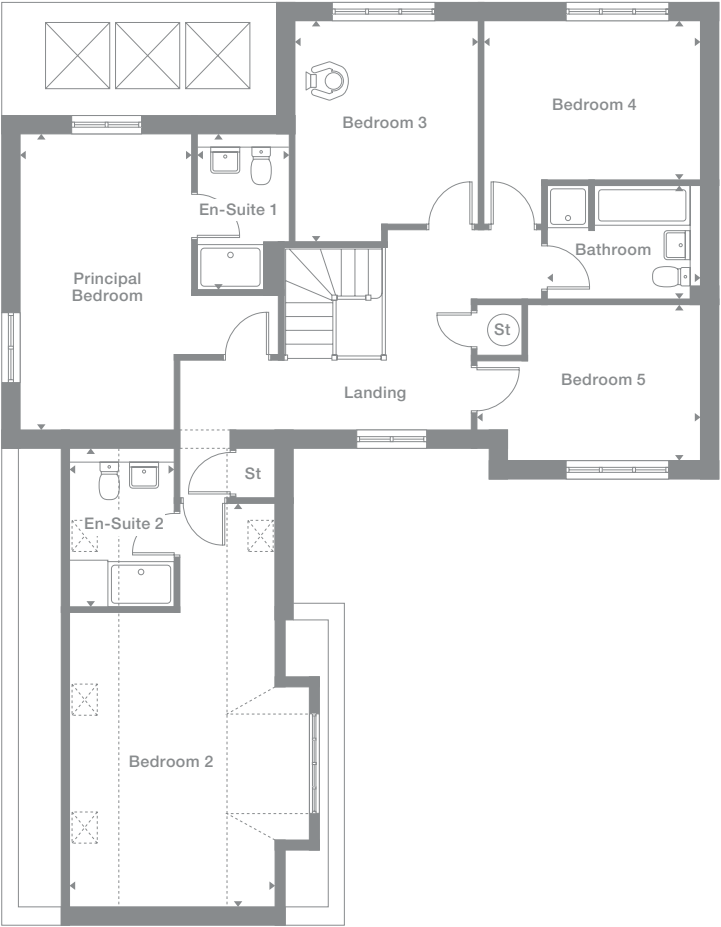 Bedroom 4
Bedroom 3
En-Suite 1
Bathroom
Principal
Bedroom
St
Bedroom 5
Landing
St
En-Suite 2
Bedroom 2